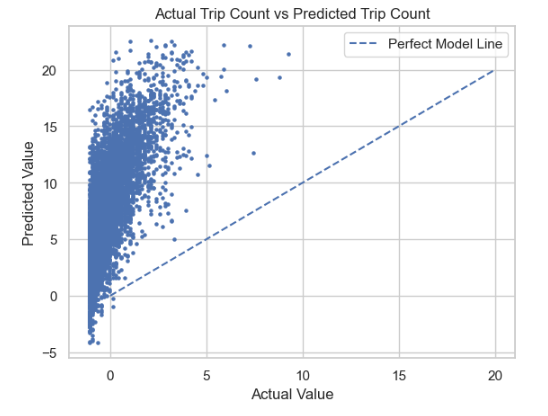 Actual Trip Count vs Predicted Trip Count
Perfect Model Line
20
15
10
5
0
−5
Predicted Value
0
5
10
15
20
Actual Value